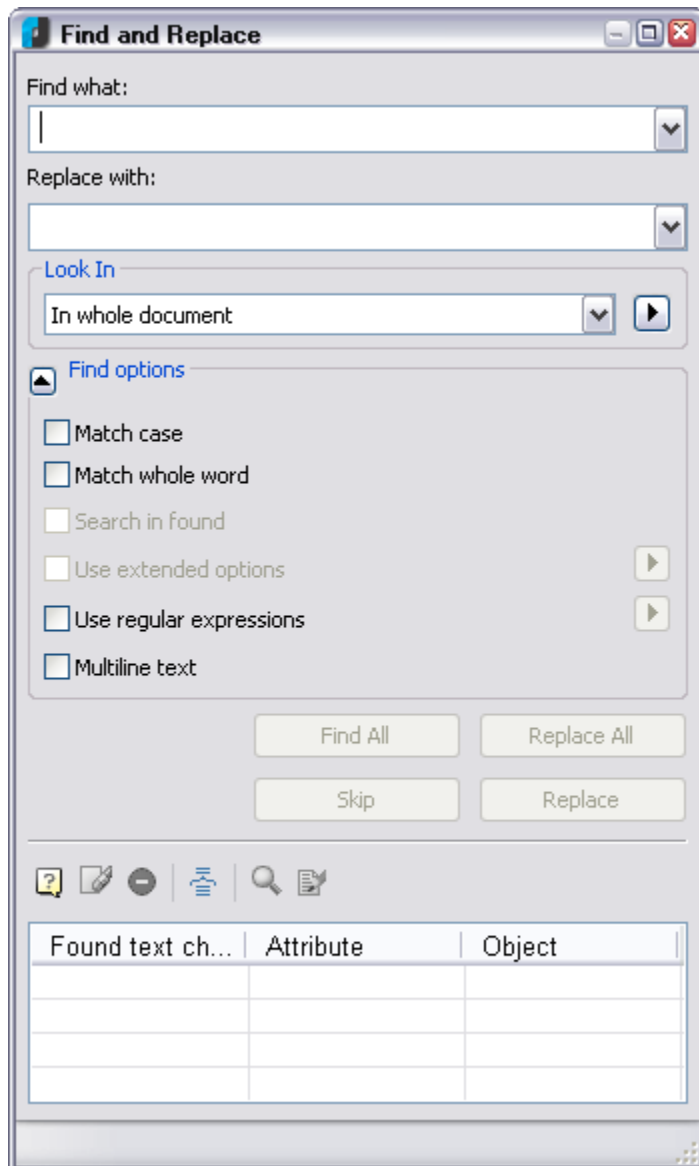 Find and Replace
Find what:
Replace with:
Look In
In whole document
Find options
Match case
Match whole word
Search in found
Use extended options
Use regular expressions
Multiline text
Find All Replace All
Skip Replace
Found text ch... Attribute Object